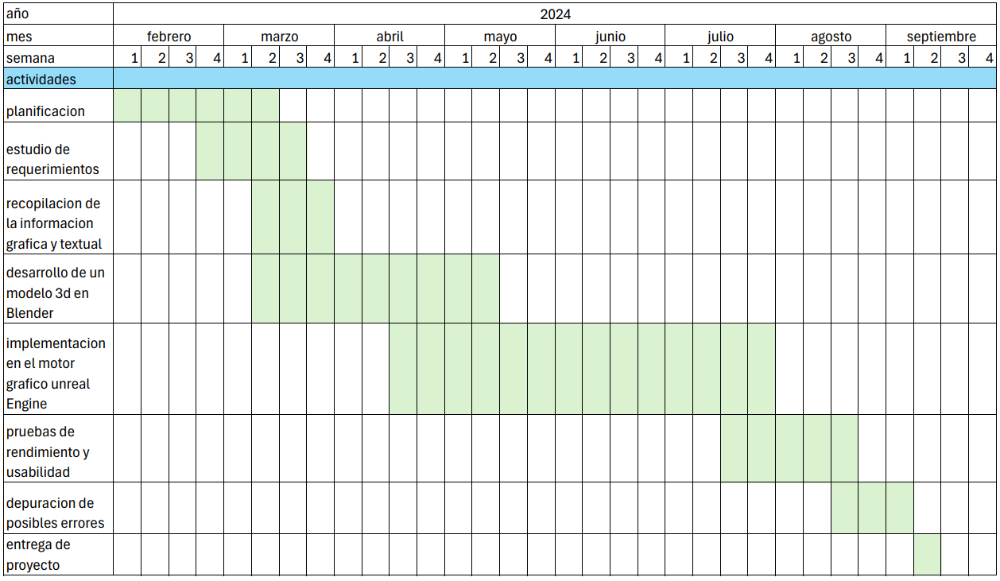 año 2024
mes febrero marzo abril mayo junio julio agosto septiembre
semana 1 2 3 4 1 2 3 4 1 2 3 4 1 2 3 4 1 2 3 4 1 2 3 4 1 2 3 4 1 2 3 4
actividades
planificacion
estudio de
requerimientos
recopilacion de
la informacion
grafica y textual
desarrollo de un
modelo 3d en
Blender
implementacion
en el motor
grafico unreal
Engine
pruebas de
rendimiento y
usabilidad
depuracion de
posibles errores
entrega de
proyecto